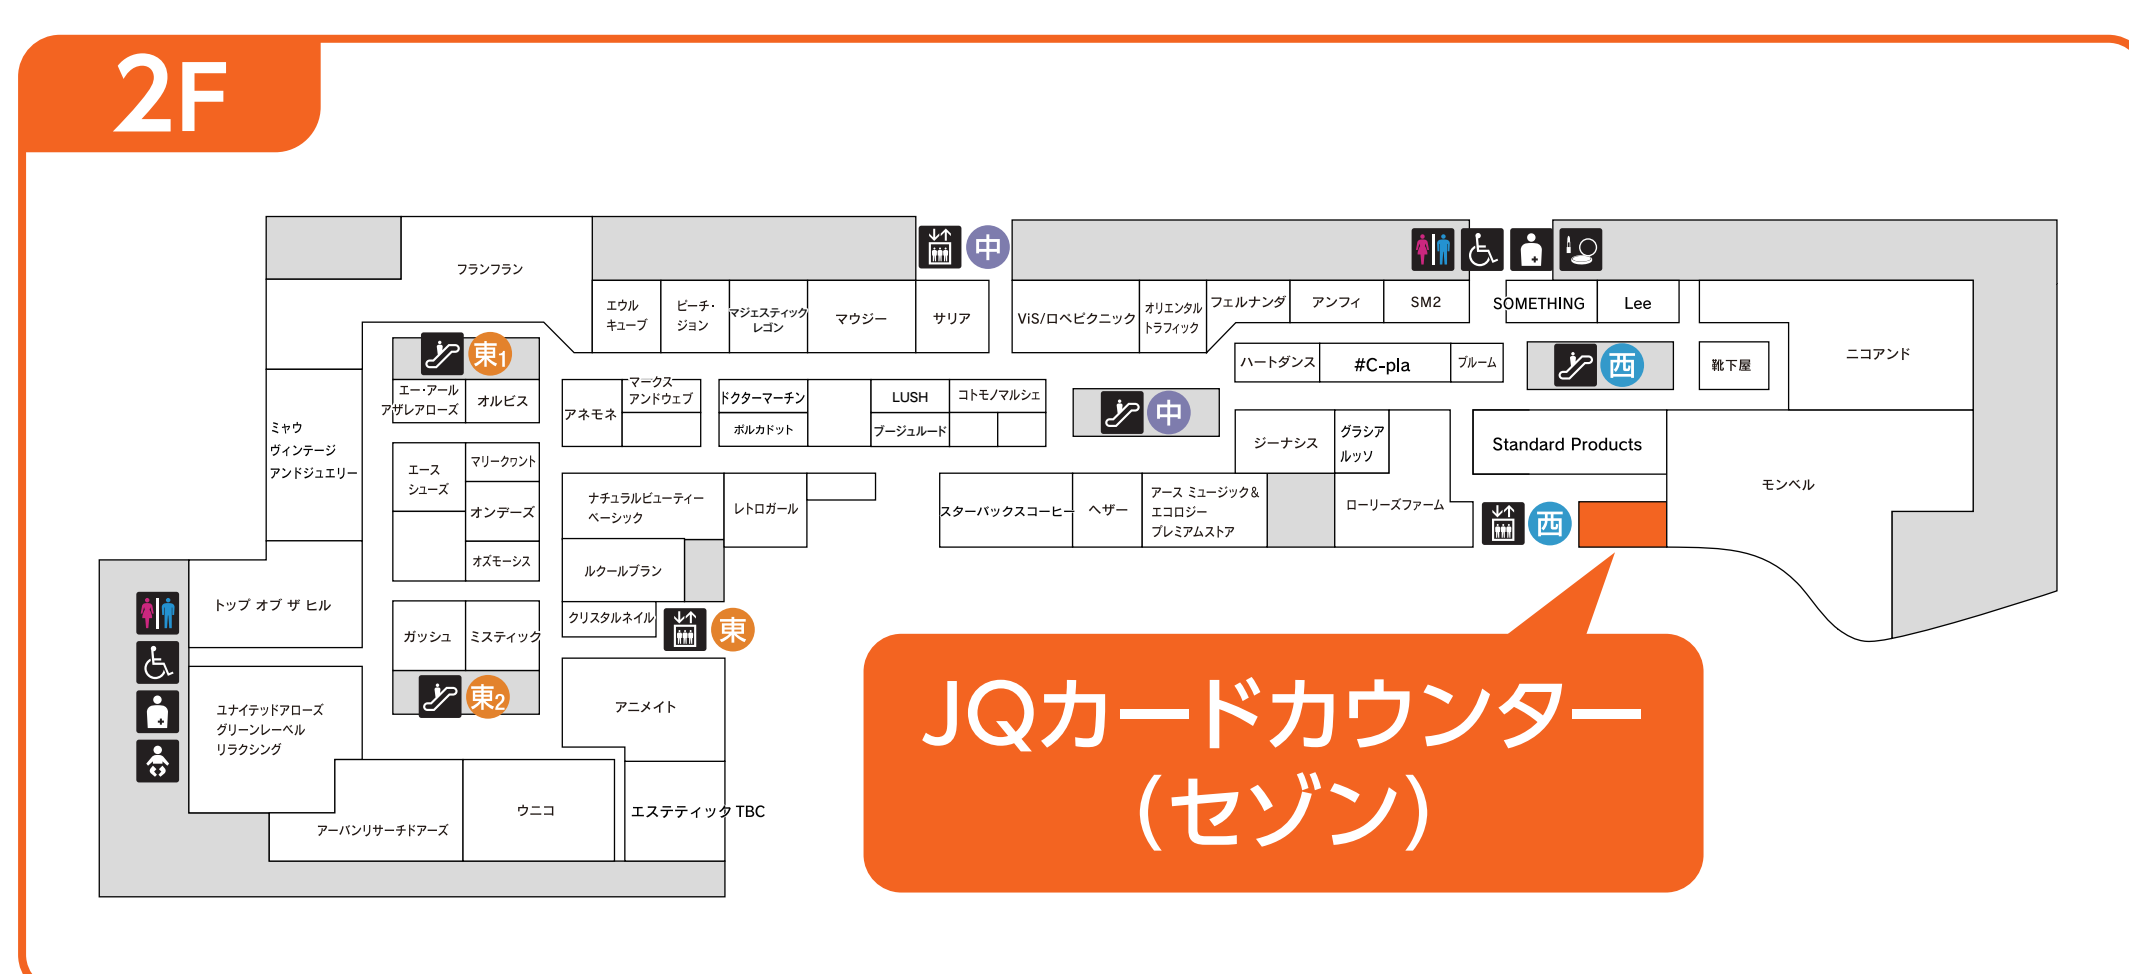 2F
中
フランフラン
エウル
キューブ
ビーチ・
ジョン
マジェスティック
レゴン
マウジー
サリア
ViS/ロペピクニック
オリエンタル
トラフィック
フェルナンダ
アンフィ
SM2
SOMETHING
Lee
ニコアンド
東1
エー・アール
アザレアローズ
オルビス
アネモネ
マークス
アンドウェブ
ドクターマーチン
ポルカドット
LUSH
コトモノマルシェ
ブージュルード
中
ハートダンス
#C-pla
ブルーム
西
靴下屋
ミャウ
ヴィンテージ
アンドジュエリー
エース
シューズ
マリークヮント
オンデーズ
オズモーシス
ナチュラルビューティー
ベーシック
レトロガール
ルクールブラン
クリスタルネイル
東
スターバックスコーヒー
ヘザー
アース ミュージック&
エコロジー
プレミアムストア
ジーナシス
グラシア
ルッソ
ローリーズファーム
Standard Products
モンベル
西
トップ オブ ザ ヒル
ガッシュ
ミスティック
東2
ユナイテッドアローズ
グリーンレーベル
リラクシング
アニメイト
アーバンリサーチドアーズ
ウニコ
エステティック TBC
JQカードカウンター
(セゾン)